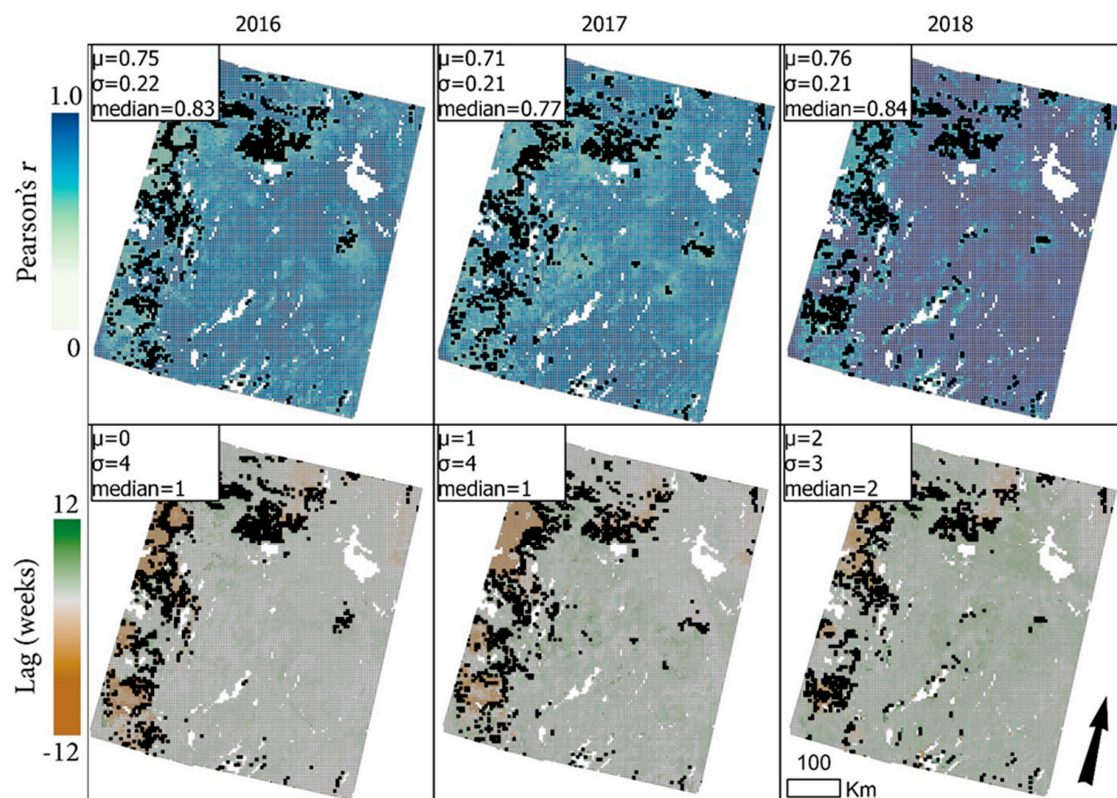 2016
2017
2018
μ=0.75
σ=0.22
median=0.83
μ=0.71
σ=0.21
median=0.77
μ=0.76
σ=0.21
median=0.84
1.0
Pearson's r
0
μ=0
σ=4
median=1
μ=1
σ=4
median=1
μ=2
σ=3
median=2
12
Lag (weeks)
-12
100
Km